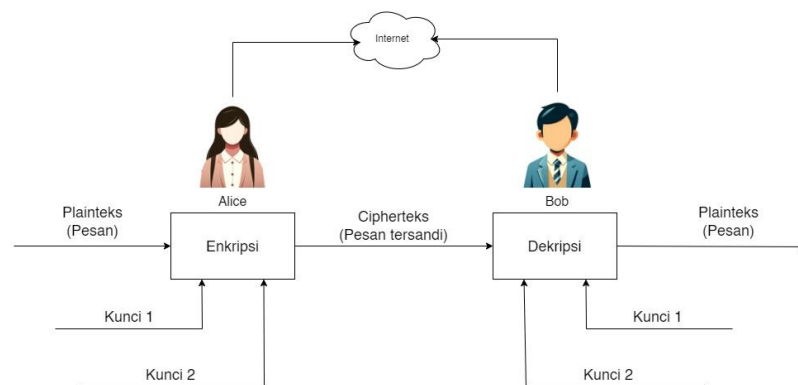 Internet
Alice
Bob
Plainteks
(Pesan)
Enkripsi
Cipherteks
(Pesan tersandi)
Dekripsi
Plainteks
(Pesan)
Kunci 1
Kunci 1
Kunci 2
Kunci 2